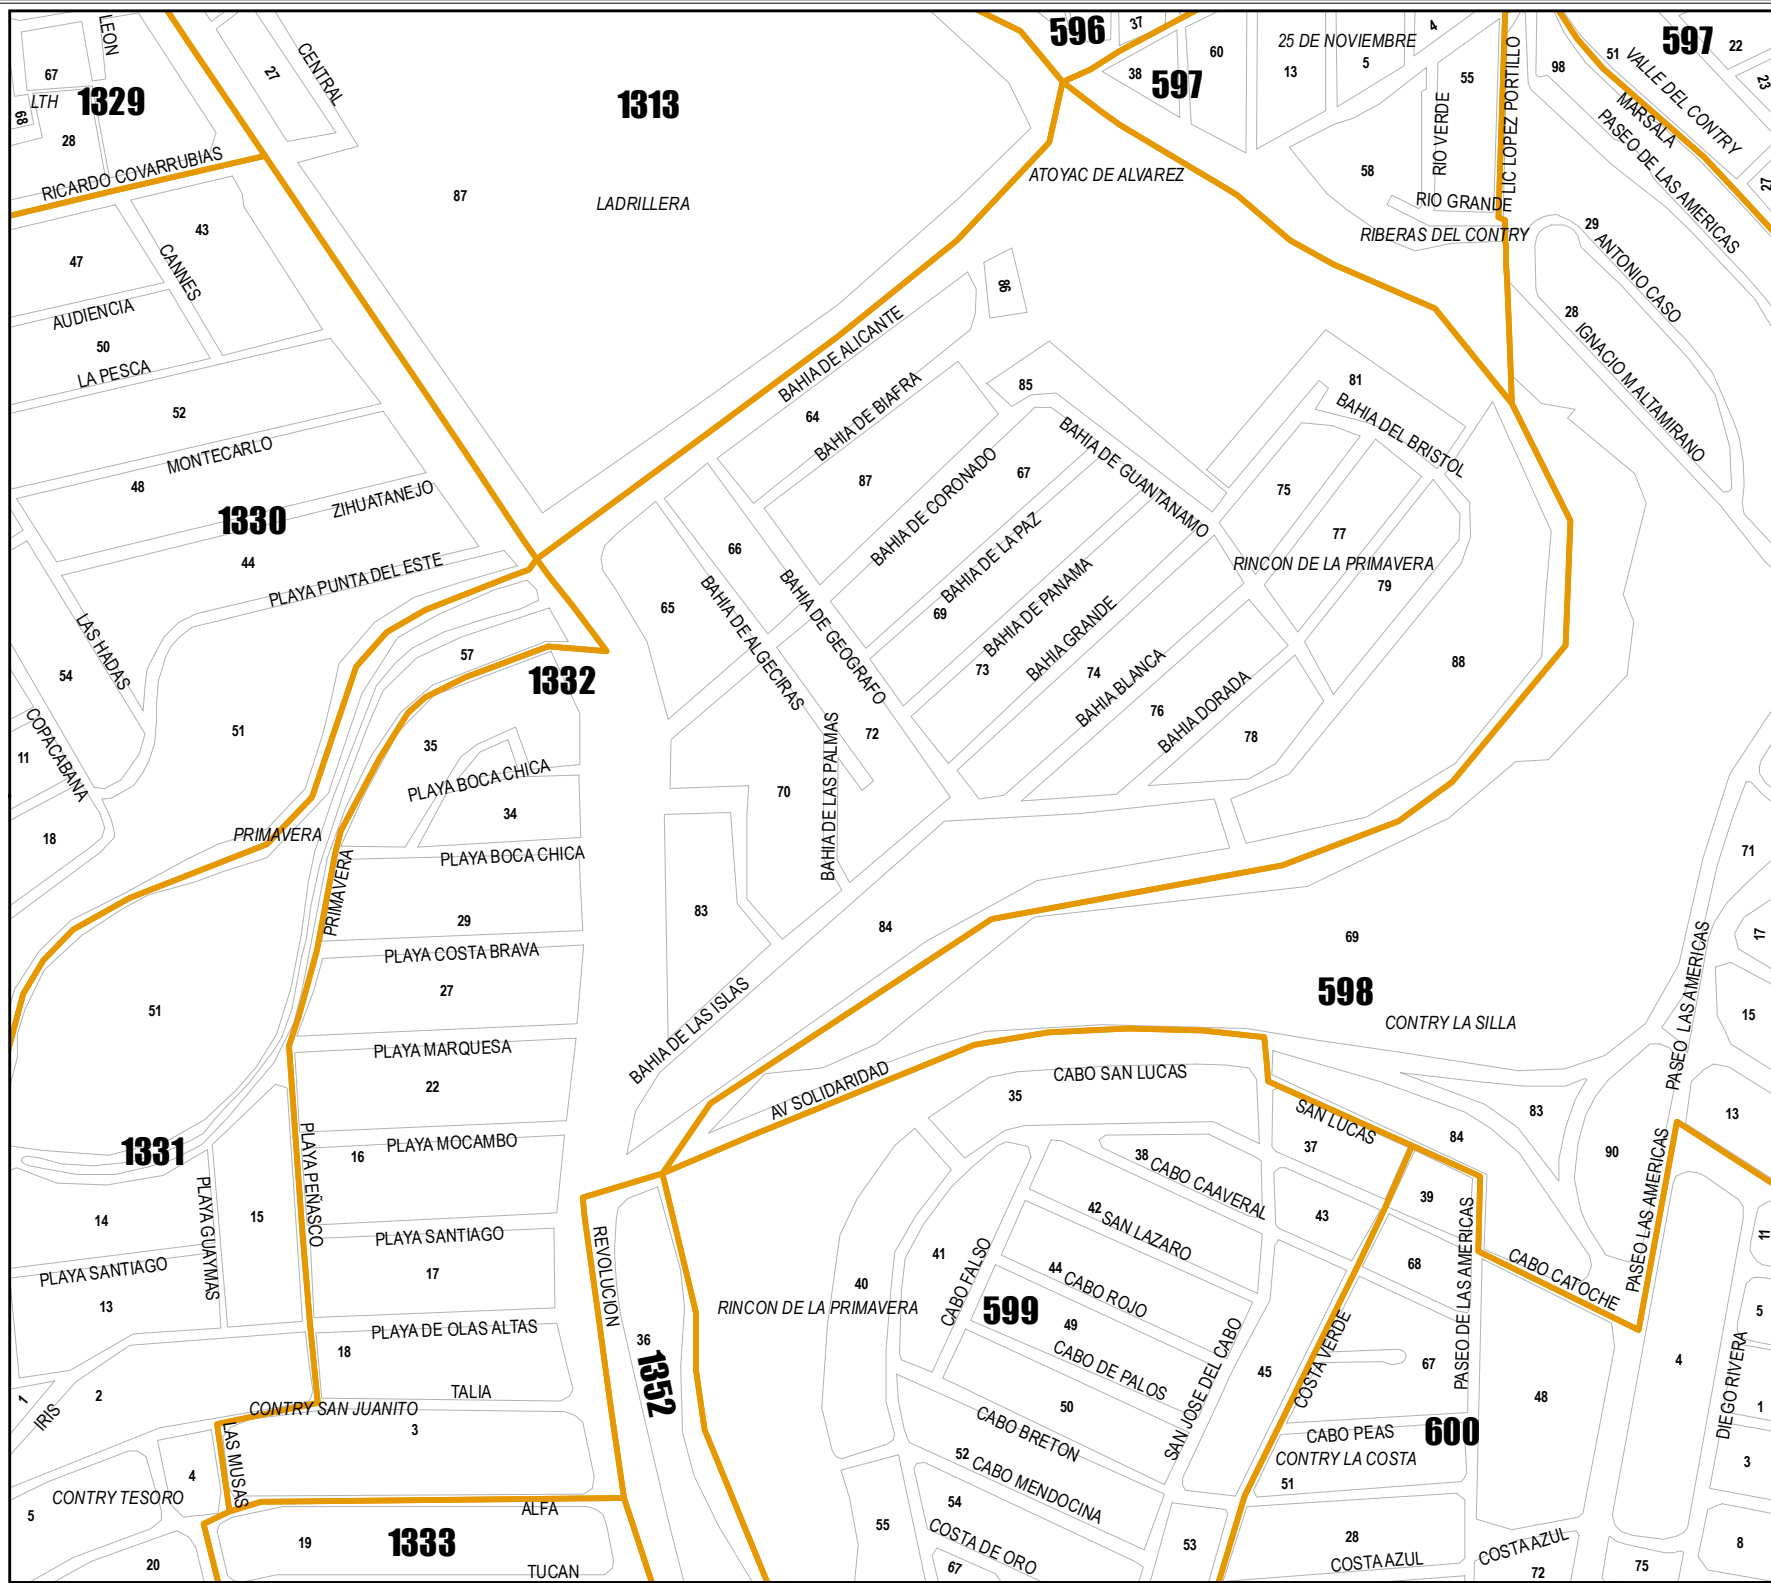 LEON
67
LTH
1329
68
28
RICARDO COVARRUBIAS
27
CENTRAL
1313
87
LADRILLERA
596
37
38
597
60
25 DE NOVIEMBRE
13
5
4
55
RIO VERDE
58
RIO GRANDE
LIC LOPEZ PORTILLO
RIBERAS DEL CONTRY
ATOYAC DE ALVAREZ
98
51
597
22
23
VALLE DEL CONTRY
MARSALA
PASEO DE LAS AMERICAS
27
29
ANTONIO CASO
28
IGNACIO M ALTAMIRANO
43
47
CANNES
AUDIENCIA
50
LA PESCA
52
MONTECARLO
48
ZIHUATANEJO
1330
44
PLAYA PUNTA DEL ESTE
LAS HADAS
54
COPACABANA
11
51
18
PRIMAVERA
57
1332
35
PLAYA BOCA CHICA
34
PLAYA BOCA CHICA
PRIMAVERA
29
PLAYA COSTA BRAVA
27
51
PLAYA MARQUESA
22
PLAYA MOCAMBO
16
1331
PLAYA PEÑASCO
PLAYA GUAYMAS
15
14
PLAYA SANTIAGO
13
PLAYA SANTIAGO
17
PLAYA DE OLAS ALTAS
18
TALIA
CONTRY SAN JUANITO
3
1
IRIS
2
LAS MUSAS
4
CONTRY TESORO
5
20
19
1333
ALFA
TUCAN
86
BAHIA DE ALICANTE
64
BAHIA DE BIAFRA
87
85
81
BAHIA DEL BRISTOL
BAHIA DE GUANTANAMO
67
BAHIA DE CORONADO
75
77
RINCON DE LA PRIMAVERA
79
BAHIA DE LA PAZ
66
65
BAHIA DE ALGECIRAS
BAHIA DE GEOGRAFO
69
BAHIA DE PANAMA
73
BAHIA GRANDE
74
BAHIA BLANCA
76
BAHIA DORADA
78
88
72
BAHIA DE LAS PALMAS
70
83
84
BAHIA DE LAS ISLAS
69
598
CONTRY LA SILLA
71
17
15
PASEO LAS AMERICAS
13
AV SOLIDARIDAD
CABO SAN LUCAS
35
SAN LUCAS
37
83
84
90
38
CABO CAAVERAL
42
SAN LAZARO
43
39
PASEO DE LAS AMERICAS
68
CABO CATOCHE
PASEO LAS AMERICAS
11
5
41
40
CABO FALSO
44
CABO ROJO
599
49
CABO DE PALOS
SAN JOSE DEL CABO
45
COSTA VERDE
67
RINCON DE LA PRIMAVERA
REVOLUCION
36
1352
50
CABO BRETON
52
CABO MENDOCINA
54
COSTA DE ORO
55
67
53
CABO PEAS
600
CONTRY LA COSTA
51
28
COSTA AZUL
COSTA AZUL
72
48
4
DIEGO RIVERA
1
3
8
75